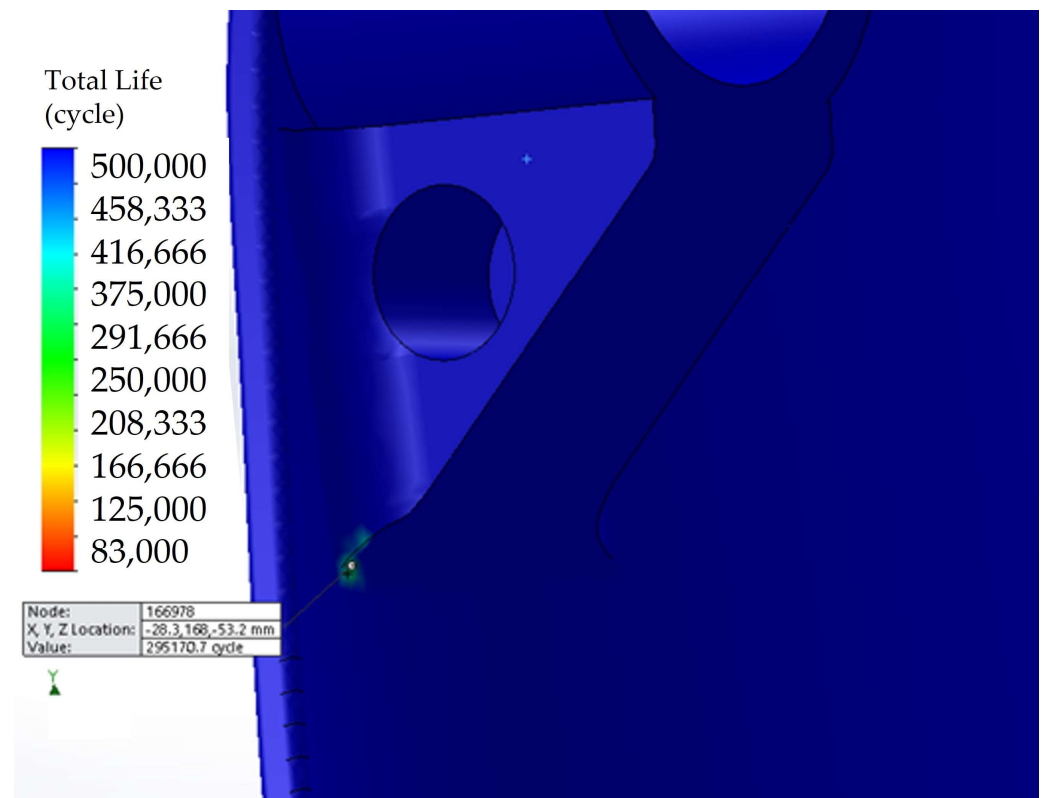 Total Life
(cycle)
500,000
458,333
416,666
375,000
291,666
250,000
208,333
166,666
125,000
83,000
Node: 166978
X, Y, Z Location: -28.3,168,-53.2 mm
Value: 295170.7 cycle
Y